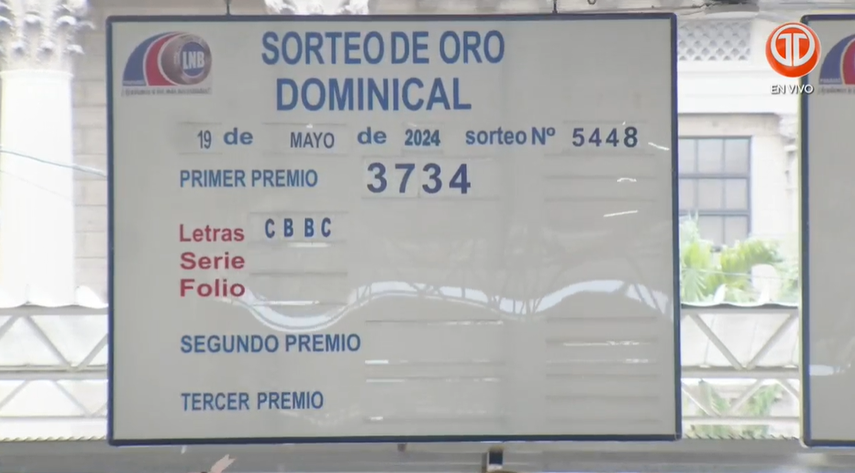 LNB
SORTEO DE ORO
DOMINICAL
19 de MAYO de 2024 sorteo Nº 5448
PRIMER PREMIO 3734
Letras CBBC
Serie
Folio
SEGUNDO PREMIO
TERCER PREMIO
EN VIVO